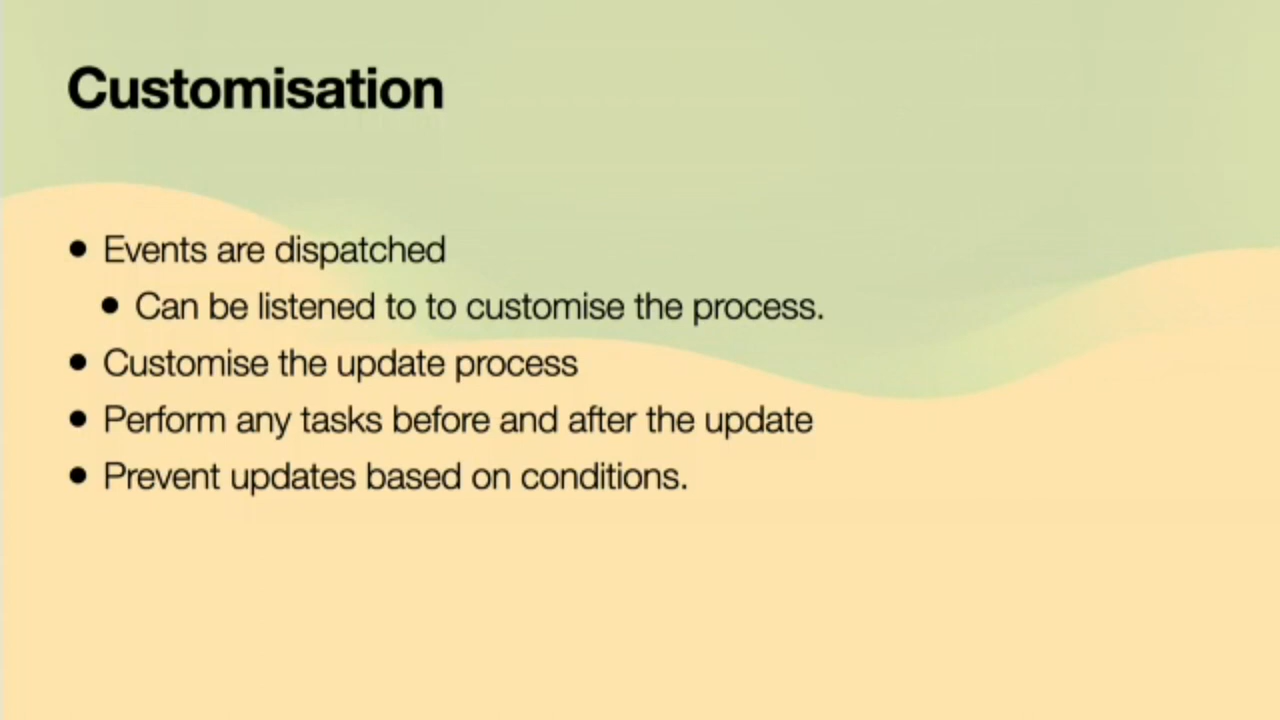 Customisation
● Events are dispatched
● Can be listened to to customise the process.
● Customise the update process
● Perform any tasks before and after the update
● Prevent updates based on conditions.